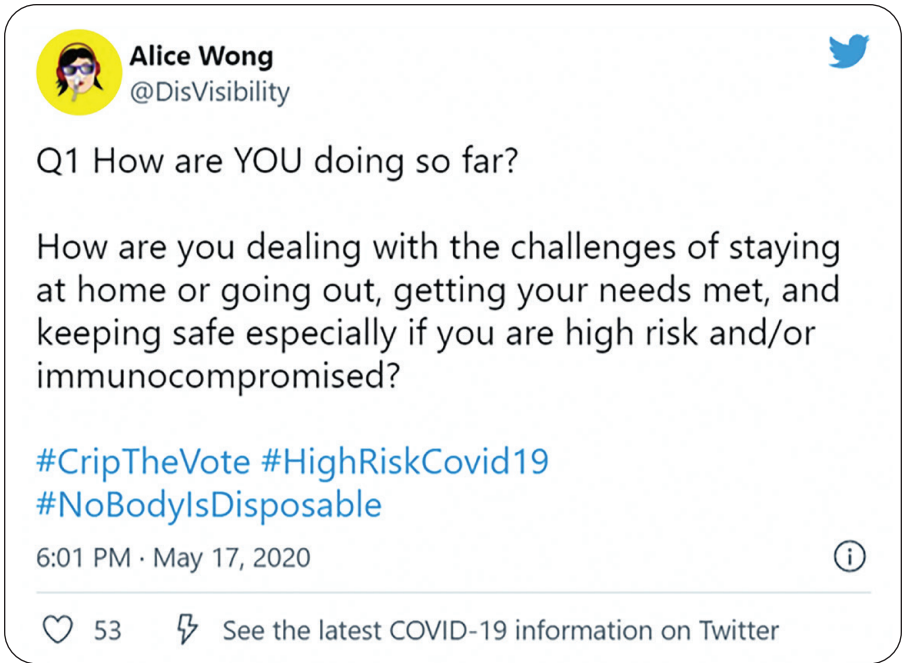 Alice Wong
@DisVisibility
Q1 How are YOU doing so far?
How are you dealing with the challenges of staying
at home or going out, getting your needs met, and
keeping safe especially if you are high risk and/or
immunocompromised?
#CripTheVote #HighRiskCovid19
#NoBodyIsDisposable
6:01 PM · May 17, 2020
53 See the latest COVID-19 information on Twitter